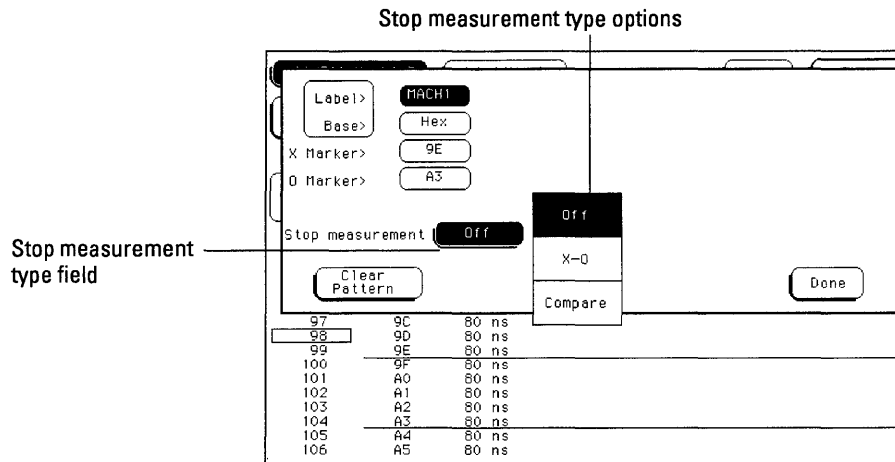 Stop measurement type options
Label> MACH1
Base> Hex
X Marker> 9E
O Marker> A3
Off
Stop measurement Off
Stop measurement
type field
X-O
Clear
Pattern
Done
Compare
97 9C 80 ns
98 9D 80 ns
99 9E 80 ns
100 9F 80 ns
101 A0 80 ns
102 A1 80 ns
103 A2 80 ns
104 A3 80 ns
105 A4 80 ns
106 A5 80 ns